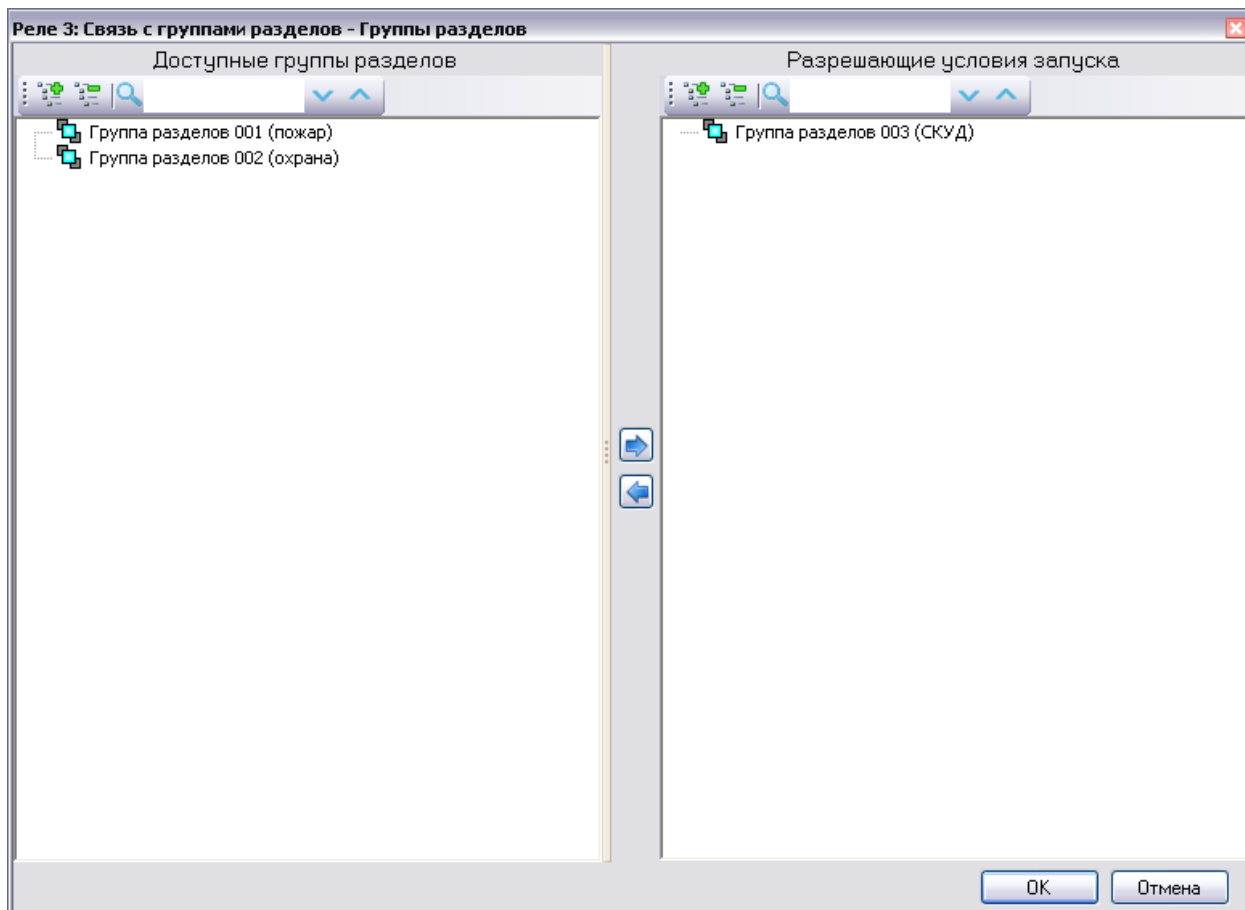 Реле 3: Связь с группами разделов - Группы разделов
Доступные группы разделов
Разрешающие условия запуска
Группа разделов 001 (пожар)
Группа разделов 002 (охрана)
Группа разделов 003 (СКУД)
OK
Отмена